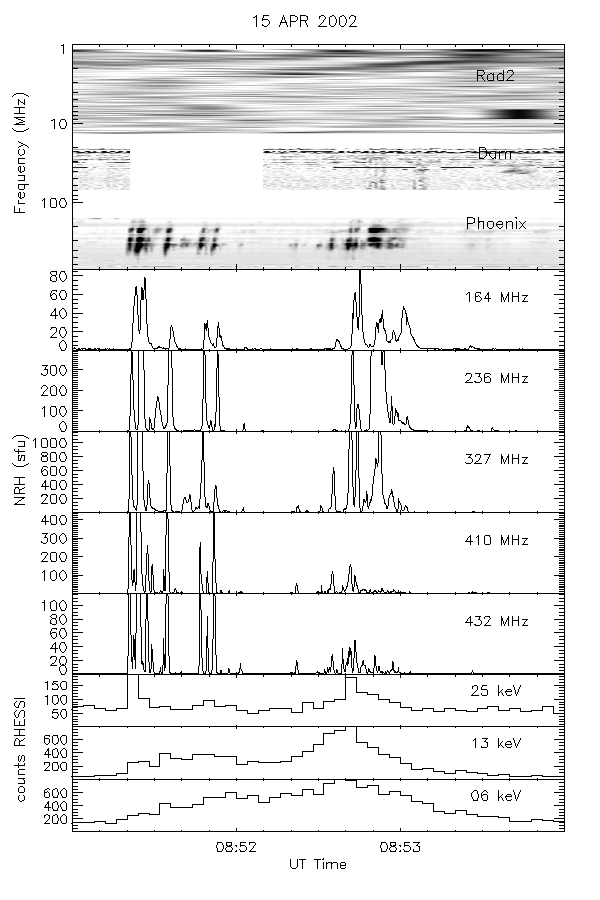 15 APR 2002
1
Rad2
10
Dam
100
Phoenix
Frequency (MHz)
80
60
40
20
0
164 MHz
300
200
100
0
236 MHz
1000
800
600
400
200
327 MHz
NRH (sfu)
400
300
200
100
410 MHz
100
80
60
40
20
0
432 MHz
150
100
50
25 keV
600
400
200
13 keV
counts RHESSI
600
400
200
06 keV
08:52
08:53
UT Time